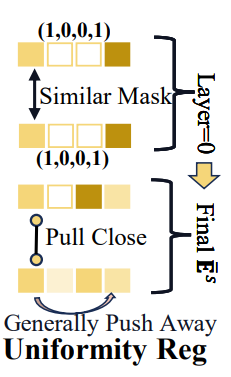 (1,0,0,1)
Similar Mask
(1,0,0,1)
Layer=0
Pull Close
Final Ēˢ
Generally Push Away
Uniformity Reg